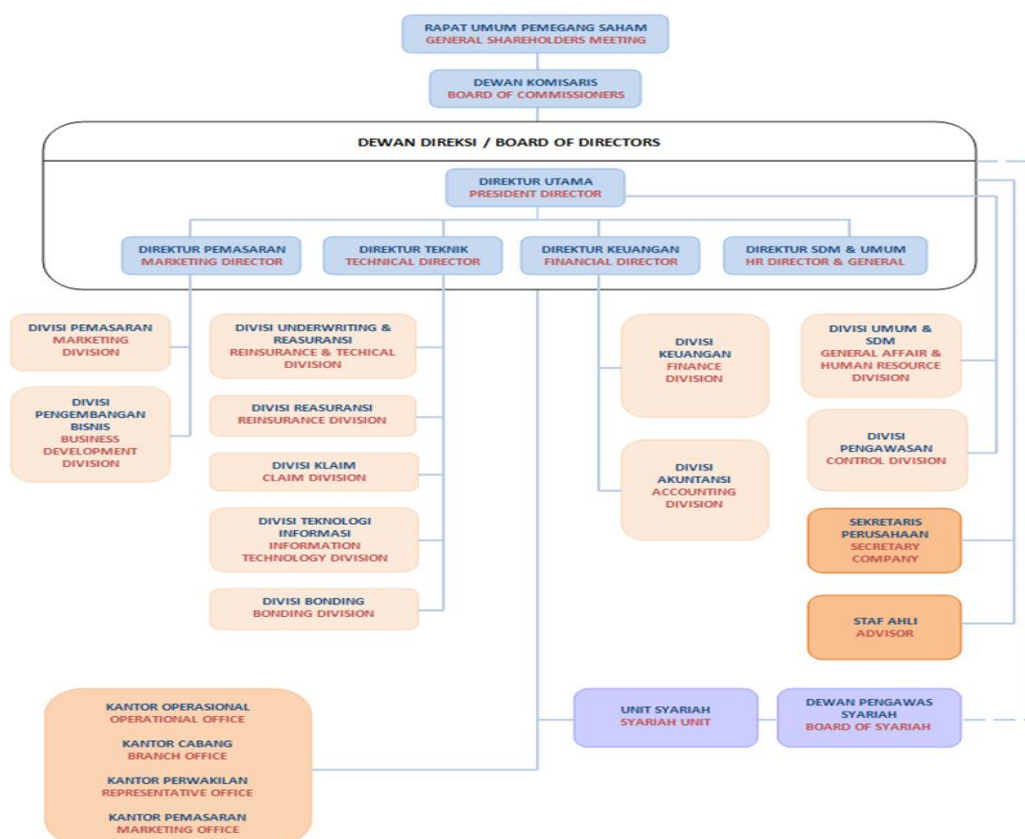 RAPAT UMUM PEMEGANG SAHAM
GENERAL SHAREHOLDERS MEETING
DEWAN KOMISARIS
BOARD OF COMMISSIONERS
DEWAN DIREKSI / BOARD OF DIRECTORS
DIREKTUR UTAMA
PRESIDENT DIRECTOR
DIREKTUR PEMASARAN
MARKETING DIRECTOR
DIREKTUR TEKNIK
TECHNICAL DIRECTOR
DIREKTUR KEUANGAN
FINANCIAL DIRECTOR
DIREKTUR SDM & UMUM
HR DIRECTOR & GENERAL
DIVISI PEMASARAN
MARKETING
DIVISION
DIVISI
PENGEMBANGAN
BISNIS
BUSINESS
DEVELOPMENT
DIVISION
DIVISI UNDERWRITING &
REASURANSI
REINSURANCE & TECHICAL
DIVISION
DIVISI REASURANSI
REINSURANCE DIVISION
DIVISI KLAIM
CLAIM DIVISION
DIVISI TEKNOLOGI
INFORMASI
INFORMATION
TECHNOLOGY DIVISION
DIVISI BONDING
BONDING DIVISION
DIVISI
KEUANGAN
FINANCE
DIVISION
DIVISI
AKUNTANSI
ACCOUNTING
DIVISION
DIVISI UMUM &
SDM
GENERAL AFFAIR &
HUMAN RESOURCE
DIVISION
DIVISI
PENGAWASAN
CONTROL DIVISION
SEKRETARIS
PERUSAHAAN
SECRETARY
COMPANY
STAF AHLI
ADVISOR
KANTOR OPERASIONAL
OPERATIONAL OFFICE
KANTOR CABANG
BRANCH OFFICE
KANTOR PERWAKILAN
REPRESENTATIVE OFFICE
KANTOR PEMASARAN
MARKETING OFFICE
UNIT SYARIAH
SYARIAH UNIT
DEWAN PENGAWAS
SYARIAH
BOARD OF SYARIAH